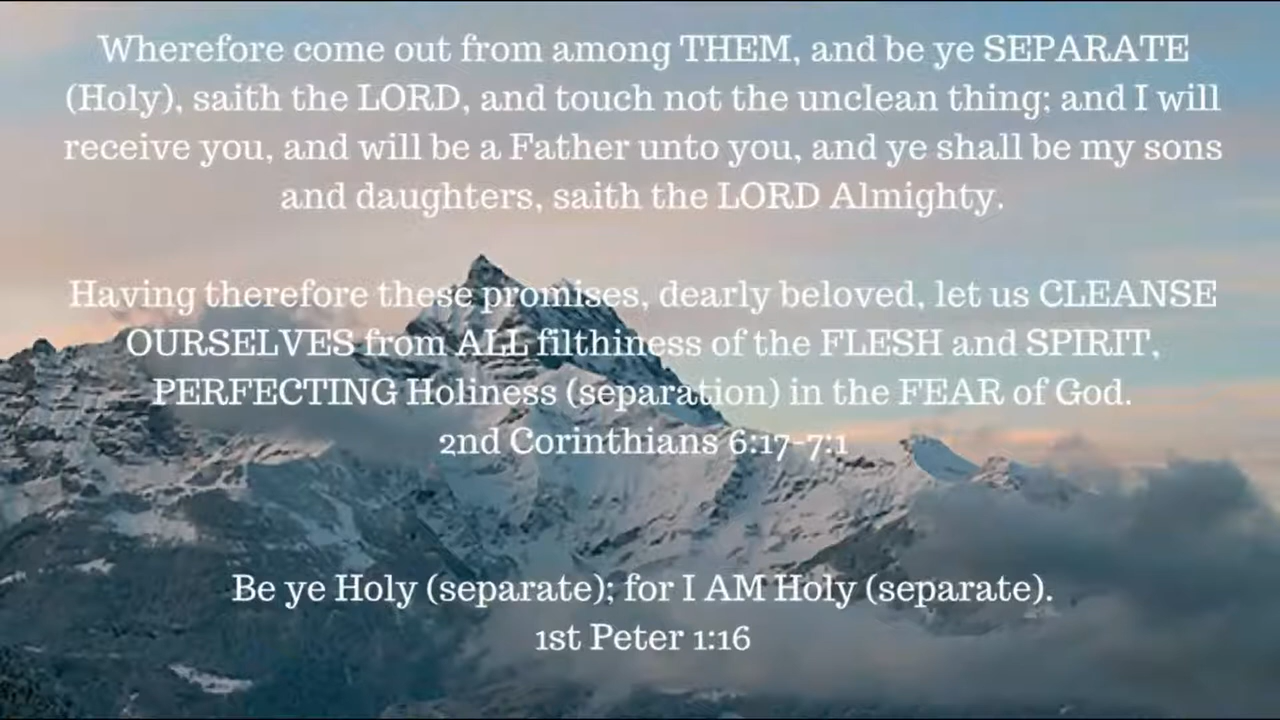 Wherefore come out from among THEM, and be ye SEPARATE
(Holy), saith the LORD, and touch not the unclean thing; and I will
receive you, and will be a Father unto you, and ye shall be my sons
and daughters, saith the LORD Almighty.
Having therefore these promises, dearly beloved, let us CLEANSE
OURSELVES from ALL filthiness of the FLESH and SPIRIT,
PERFECTING Holiness (separation) in the FEAR of God.
2nd Corinthians 6:17-7:1
Be ye Holy (separate); for I AM Holy (separate).
1st Peter 1:16